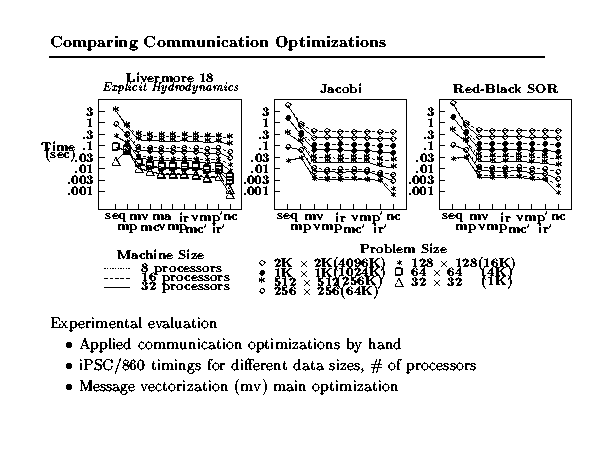 Comparing Communication Optimizations
Livermore 18
Explicit Hydrodynamics
Jacobi
Red-Black SOR
3
1
.3
.1
.03
.01
.003
.001
Time
(sec)
3
1
.3
.1
.03
.01
.003
.001
3
1
.3
.1
.03
.01
.003
.001
seq mv ma ir vmp' nc
mp mcv vmp mc' ir'
seq mv ir vmp' nc
mp vmp mc' ir'
seq mv ir vmp' nc
mp vmp mc' ir'
Machine Size
8 processors
16 processors
32 processors
Problem Size
2K × 2K(4096K)
1K × 1K(1024K)
512 × 512(256K)
256 × 256(64K)
128 × 128(16K)
64 × 64 (4K)
32 × 32 (1K)
Experimental evaluation
• Applied communication optimizations by hand
• iPSC/860 timings for different data sizes, # of processors
• Message vectorization (mv) main optimization